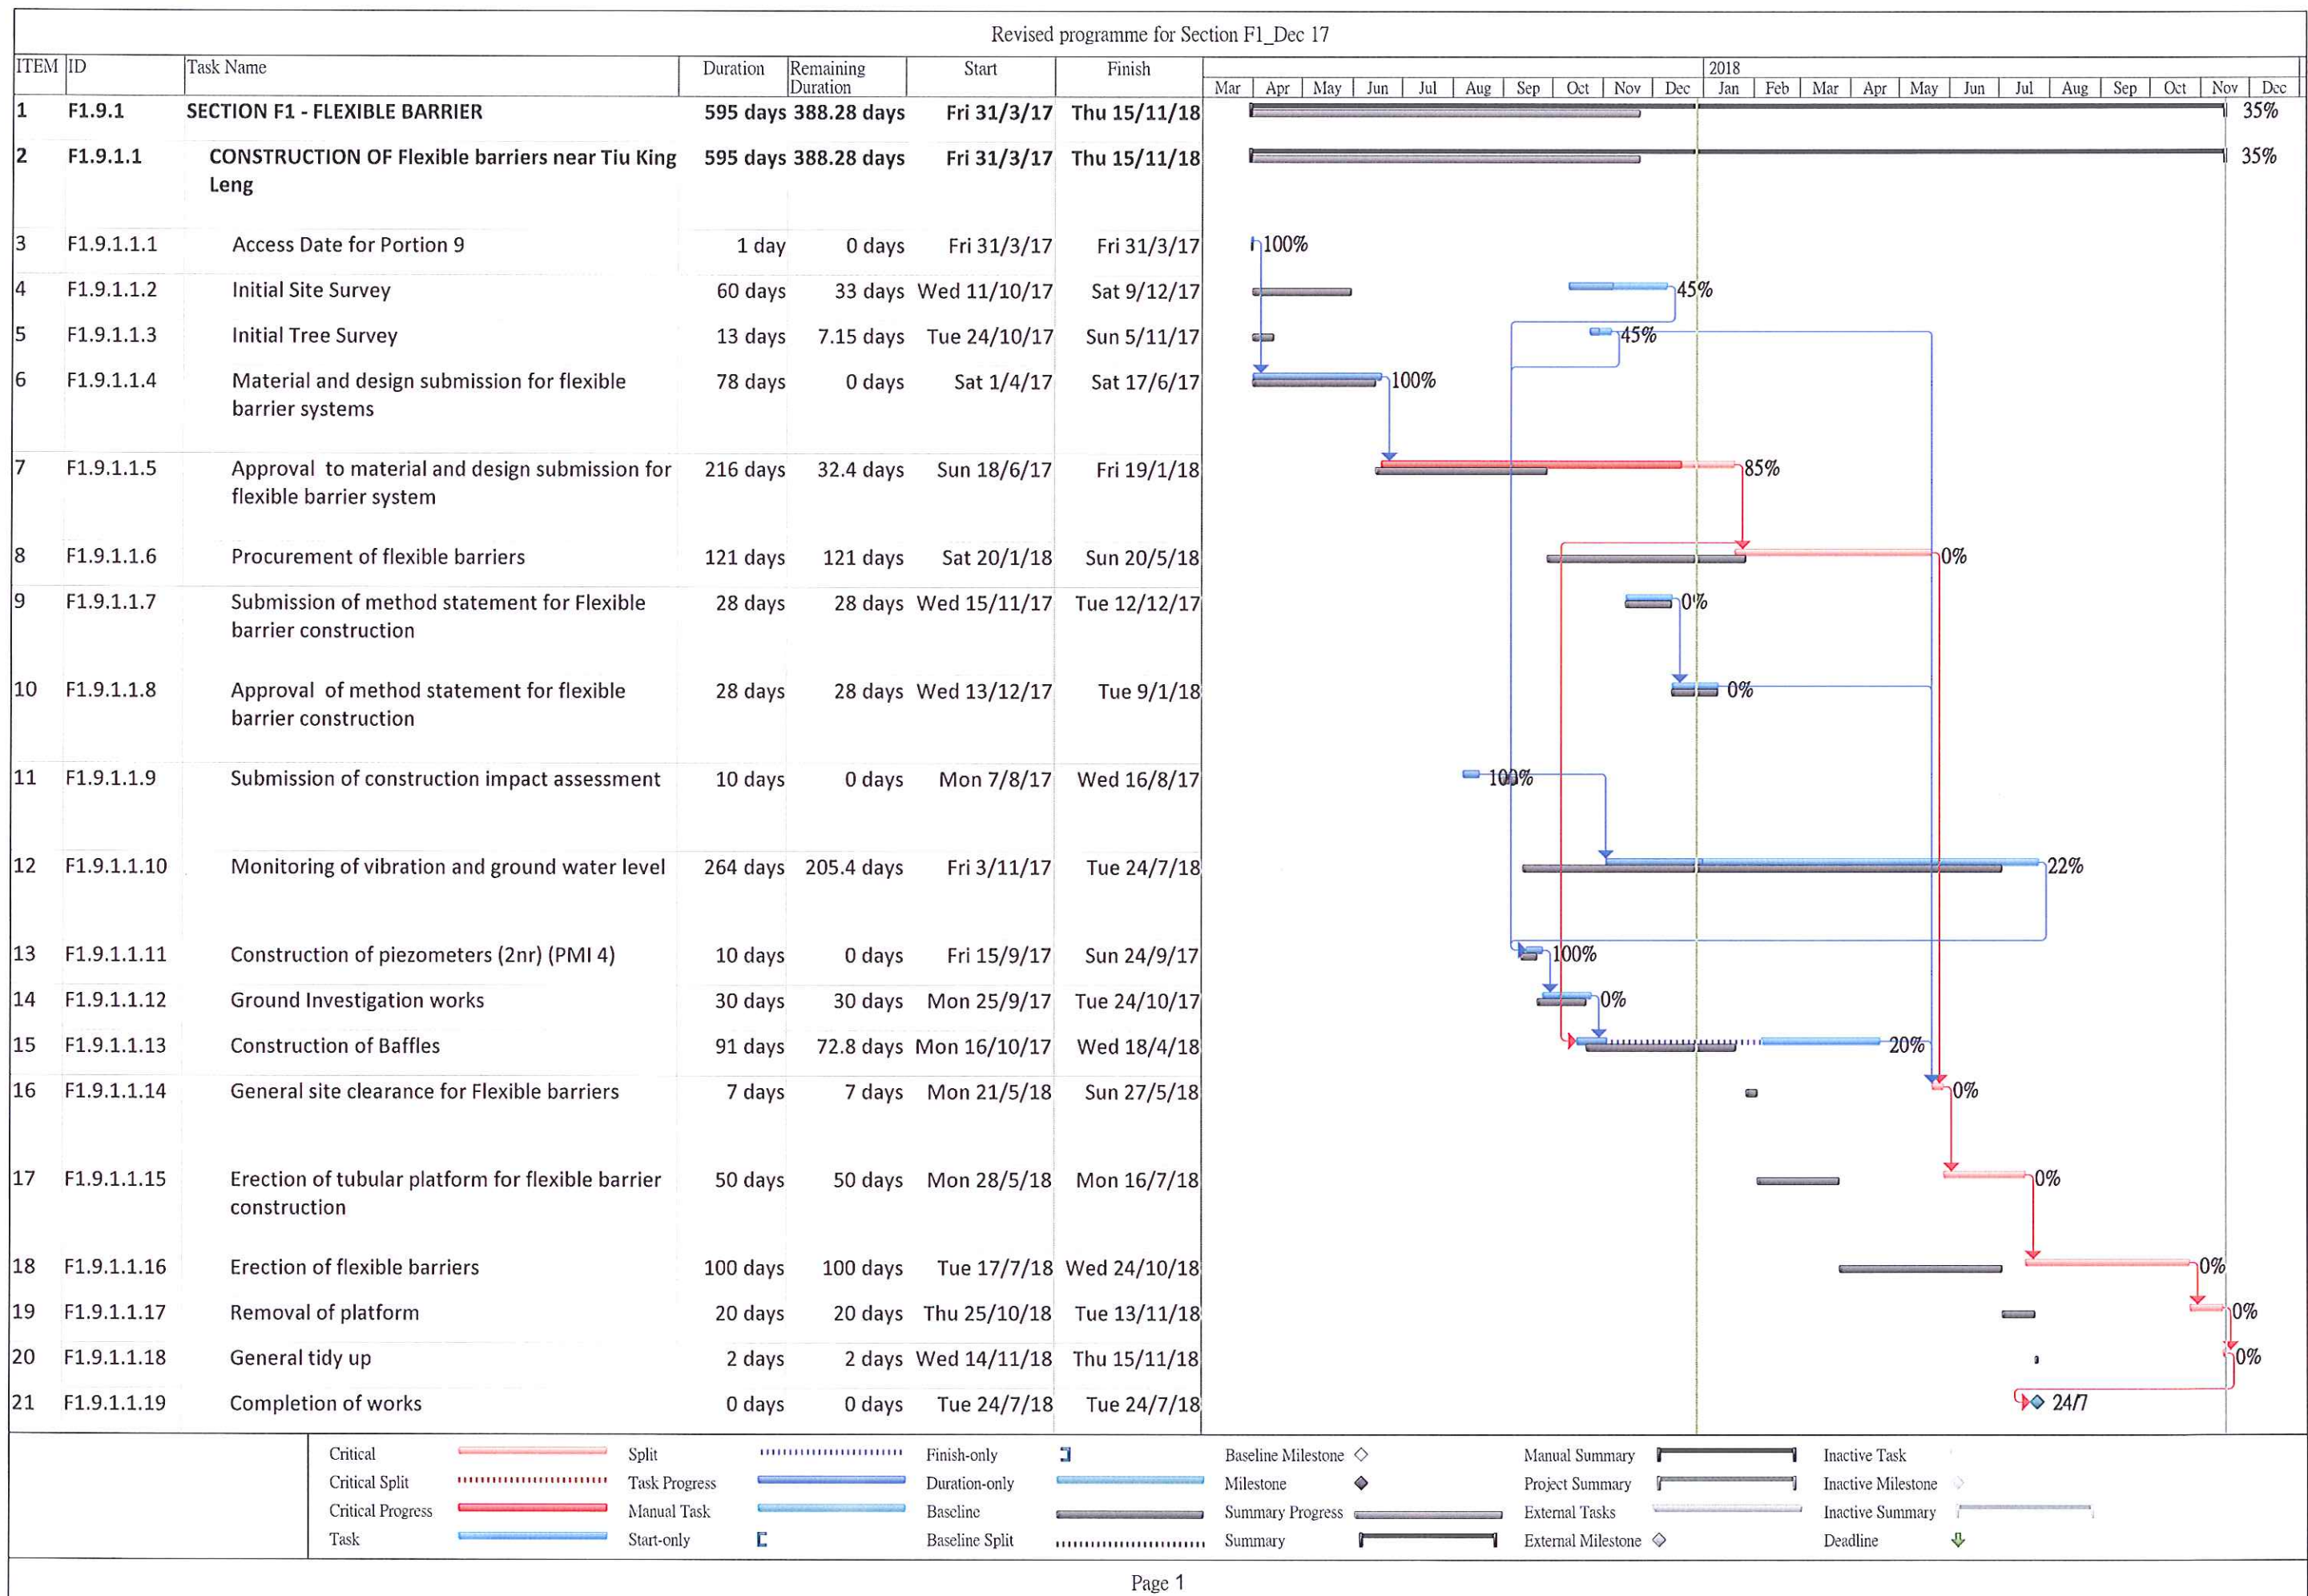 Revised programme for Section F1_Dec 17
ITEM ID Task Name Duration Remaining Duration Start Finish
2018
Mar Apr May Jun Jul Aug Sep Oct Nov Dec Jan Feb Mar Apr May Jun Jul Aug Sep Oct Nov Dec
1 F1.9.1 SECTION F1 - FLEXIBLE BARRIER 595 days 388.28 days Fri 31/3/17 Thu 15/11/18 35%
2 F1.9.1.1 CONSTRUCTION OF Flexible barriers near Tiu King 595 days 388.28 days Fri 31/3/17 Thu 15/11/18 35%
Leng
3 F1.9.1.1.1 Access Date for Portion 9 1 day 0 days Fri 31/3/17 Fri 31/3/17 100%
4 F1.9.1.1.2 Initial Site Survey 60 days 33 days Wed 11/10/17 Sat 9/12/17 45%
5 F1.9.1.1.3 Initial Tree Survey 13 days 7.15 days Tue 24/10/17 Sun 5/11/17 45%
6 F1.9.1.1.4 Material and design submission for flexible 78 days 0 days Sat 1/4/17 Sat 17/6/17 100%
barrier systems
7 F1.9.1.1.5 Approval to material and design submission for 216 days 32.4 days Sun 18/6/17 Fri 19/1/18 85%
flexible barrier system
8 F1.9.1.1.6 Procurement of flexible barriers 121 days 121 days Sat 20/1/18 Sun 20/5/18 0%
9 F1.9.1.1.7 Submission of method statement for Flexible 28 days 28 days Wed 15/11/17 Tue 12/12/17 0%
barrier construction
10 F1.9.1.1.8 Approval of method statement for flexible 28 days 28 days Wed 13/12/17 Tue 9/1/18 0%
barrier construction
11 F1.9.1.1.9 Submission of construction impact assessment 10 days 0 days Mon 7/8/17 Wed 16/8/17 100%
12 F1.9.1.1.10 Monitoring of vibration and ground water level 264 days 205.4 days Fri 3/11/17 Tue 24/7/18 22%
13 F1.9.1.1.11 Construction of piezometers (2nr) (PMI 4) 10 days 0 days Fri 15/9/17 Sun 24/9/17 100%
14 F1.9.1.1.12 Ground Investigation works 30 days 30 days Mon 25/9/17 Tue 24/10/17 0%
15 F1.9.1.1.13 Construction of Baffles 91 days 72.8 days Mon 16/10/17 Wed 18/4/18 20%
16 F1.9.1.1.14 General site clearance for Flexible barriers 7 days 7 days Mon 21/5/18 Sun 27/5/18 0%
17 F1.9.1.1.15 Erection of tubular platform for flexible barrier 50 days 50 days Mon 28/5/18 Mon 16/7/18 0%
construction
18 F1.9.1.1.16 Erection of flexible barriers 100 days 100 days Tue 17/7/18 Wed 24/10/18 0%
19 F1.9.1.1.17 Removal of platform 20 days 20 days Thu 25/10/18 Tue 13/11/18 0%
20 F1.9.1.1.18 General tidy up 2 days 2 days Wed 14/11/18 Thu 15/11/18 0%
21 F1.9.1.1.19 Completion of works 0 days 0 days Tue 24/7/18 Tue 24/7/18 24/7
Critical Split Finish-only Baseline Milestone Manual Summary Inactive Task
Critical Split Task Progress Duration-only Milestone Project Summary Inactive Milestone
Critical Progress Manual Task Baseline Summary Progress External Tasks Inactive Summary
Task Start-only Baseline Split Summary External Milestone Deadline
Page 1